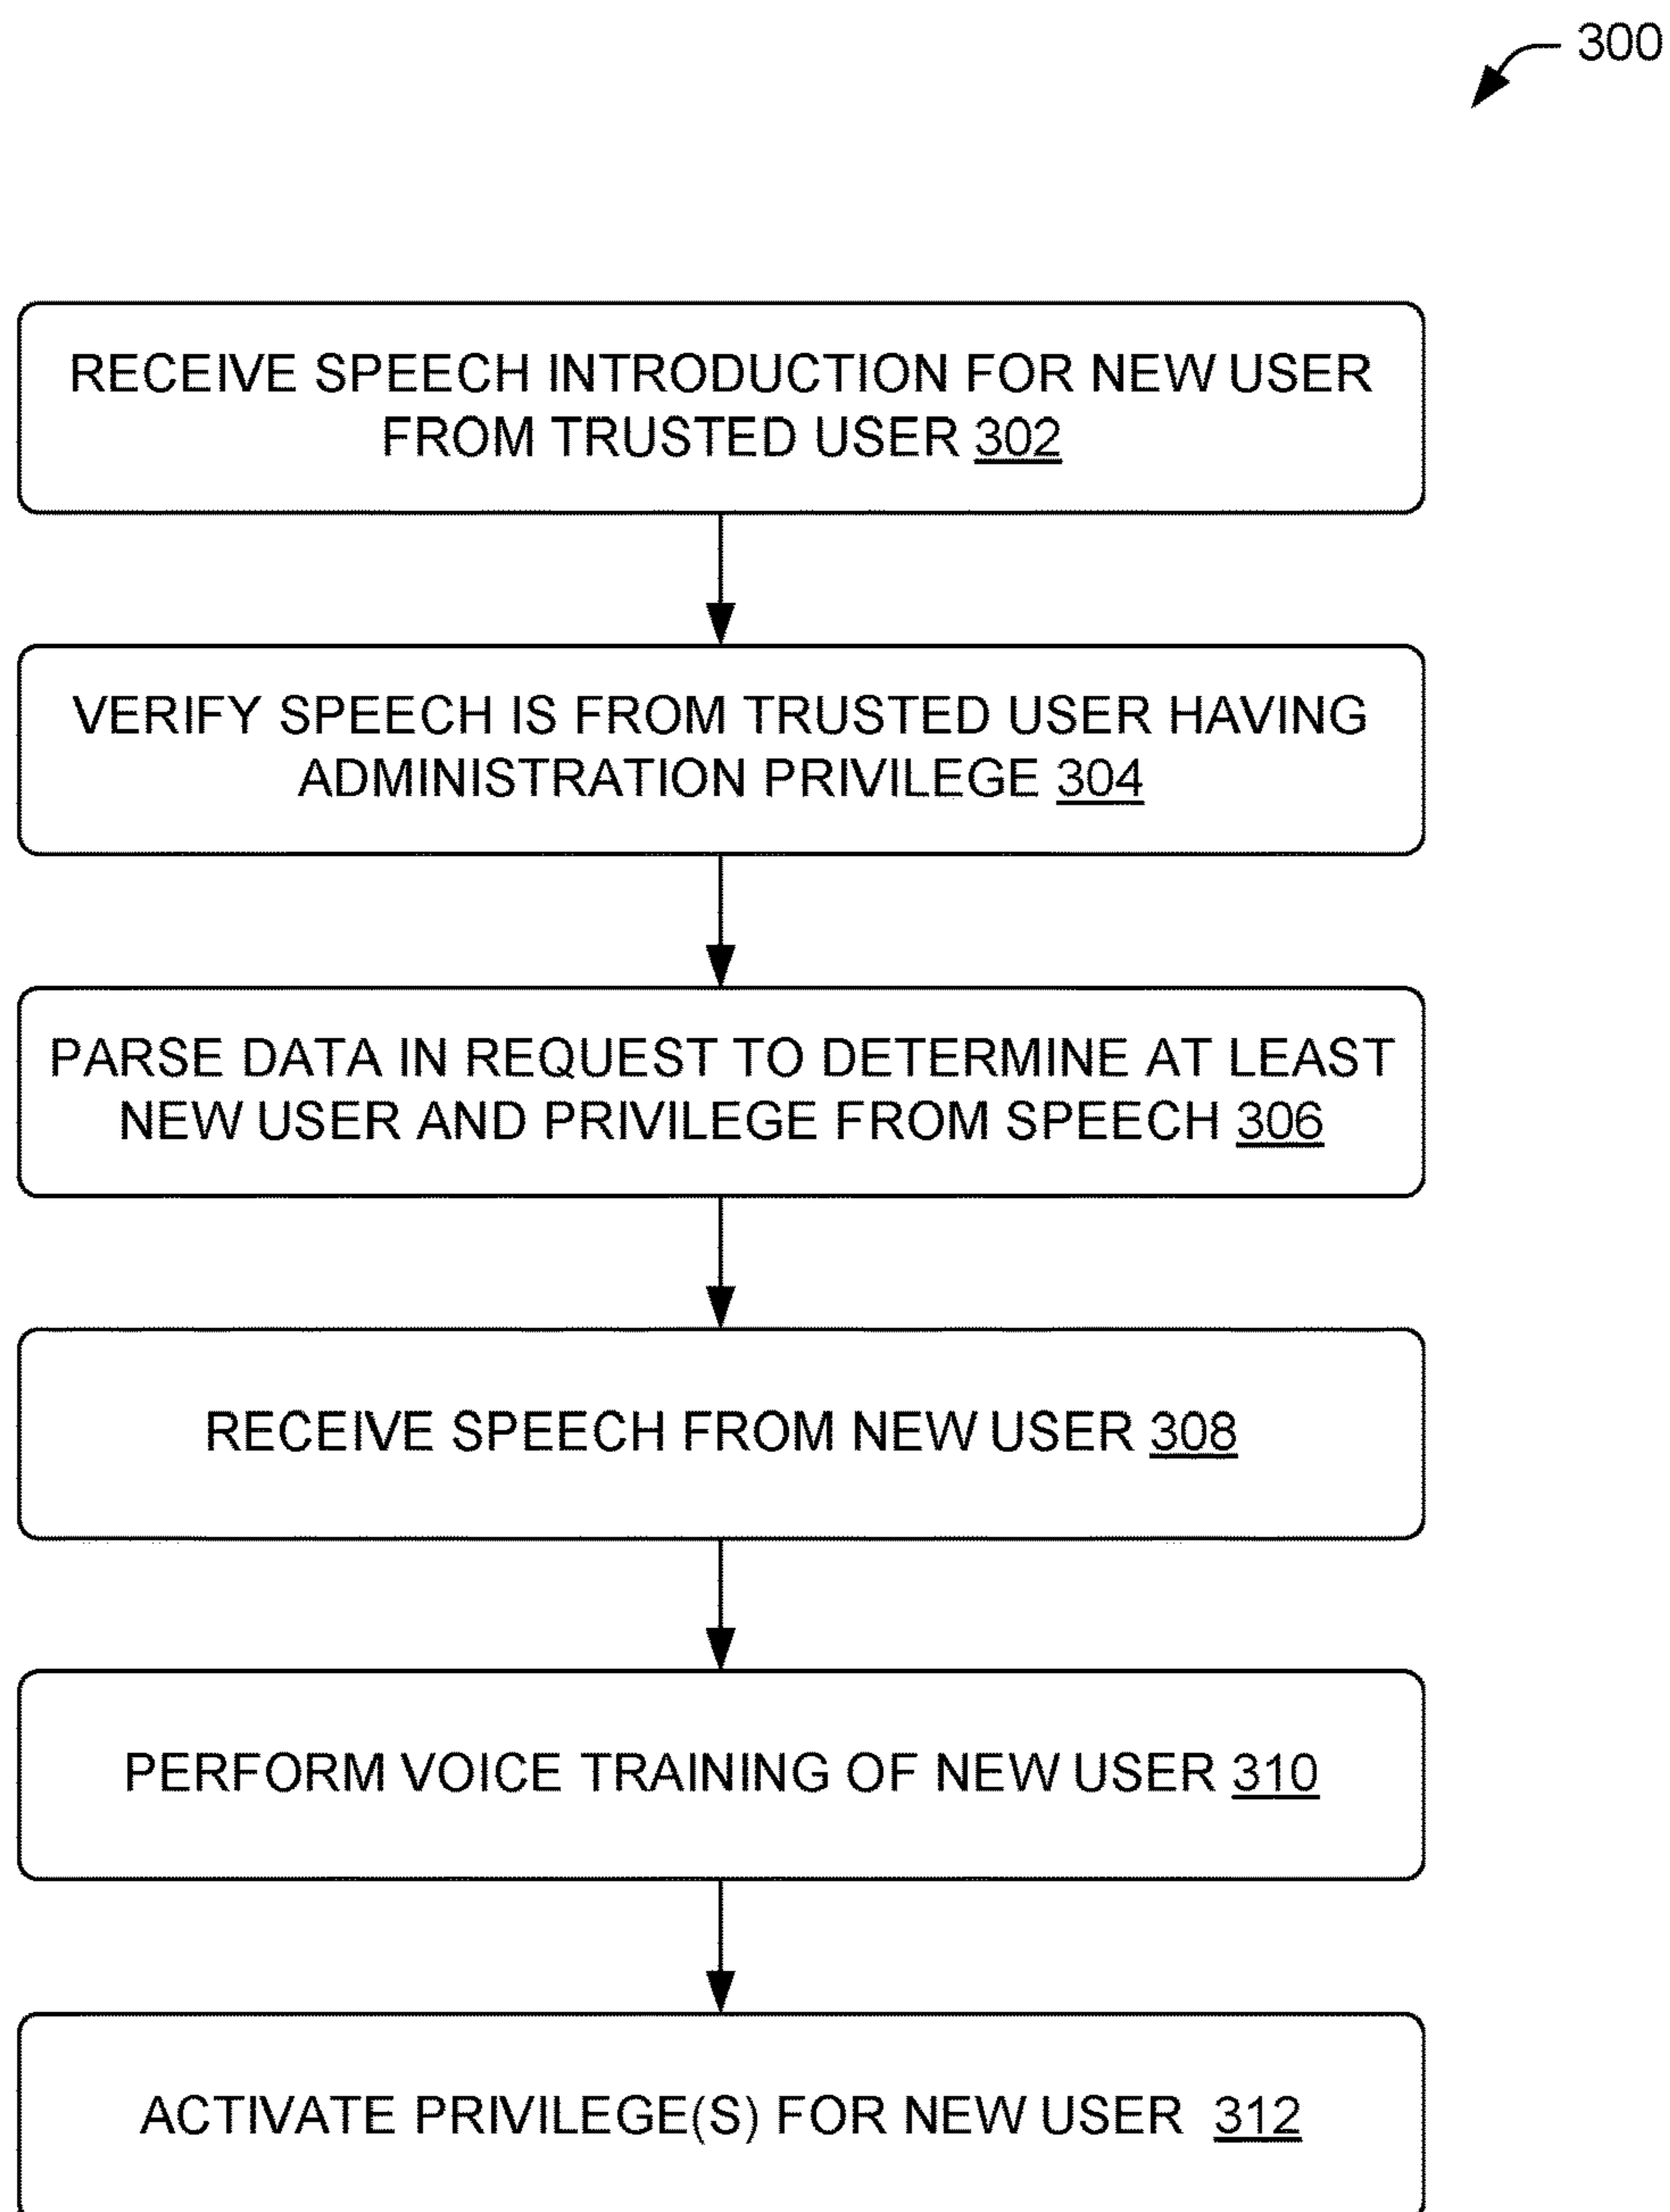 300
RECEIVE SPEECH INTRODUCTION FOR NEW USER
FROM TRUSTED USER 302
VERIFY SPEECH IS FROM TRUSTED USER HAVING
ADMINISTRATION PRIVILEGE 304
PARSE DATA IN REQUEST TO DETERMINE AT LEAST
NEW USER AND PRIVILEGE FROM SPEECH 306
RECEIVE SPEECH FROM NEW USER 308
PERFORM VOICE TRAINING OF NEW USER 310
ACTIVATE PRIVILEGE(S) FOR NEW USER 312